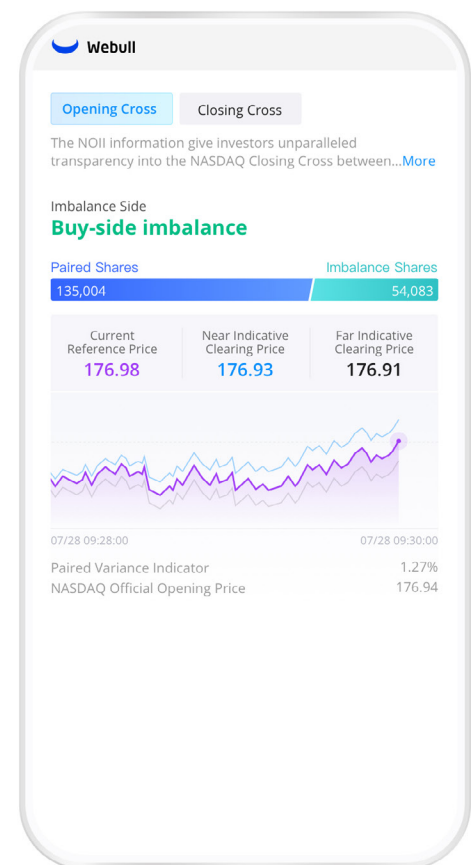 Webull
Opening Cross
Closing Cross
The NOII information give investors unparalleled
transparency into the NASDAQ Closing Cross between...More
Imbalance Side
Buy-side imbalance
Paired Shares
Imbalance Shares
135,004
54,083
Current
Reference Price
176.98
Near Indicative
Clearing Price
176.93
Far Indicative
Clearing Price
176.91
07/28 09:28:00
07/28 09:30:00
Paired Variance Indicator
1.27%
NASDAQ Official Opening Price
176.94